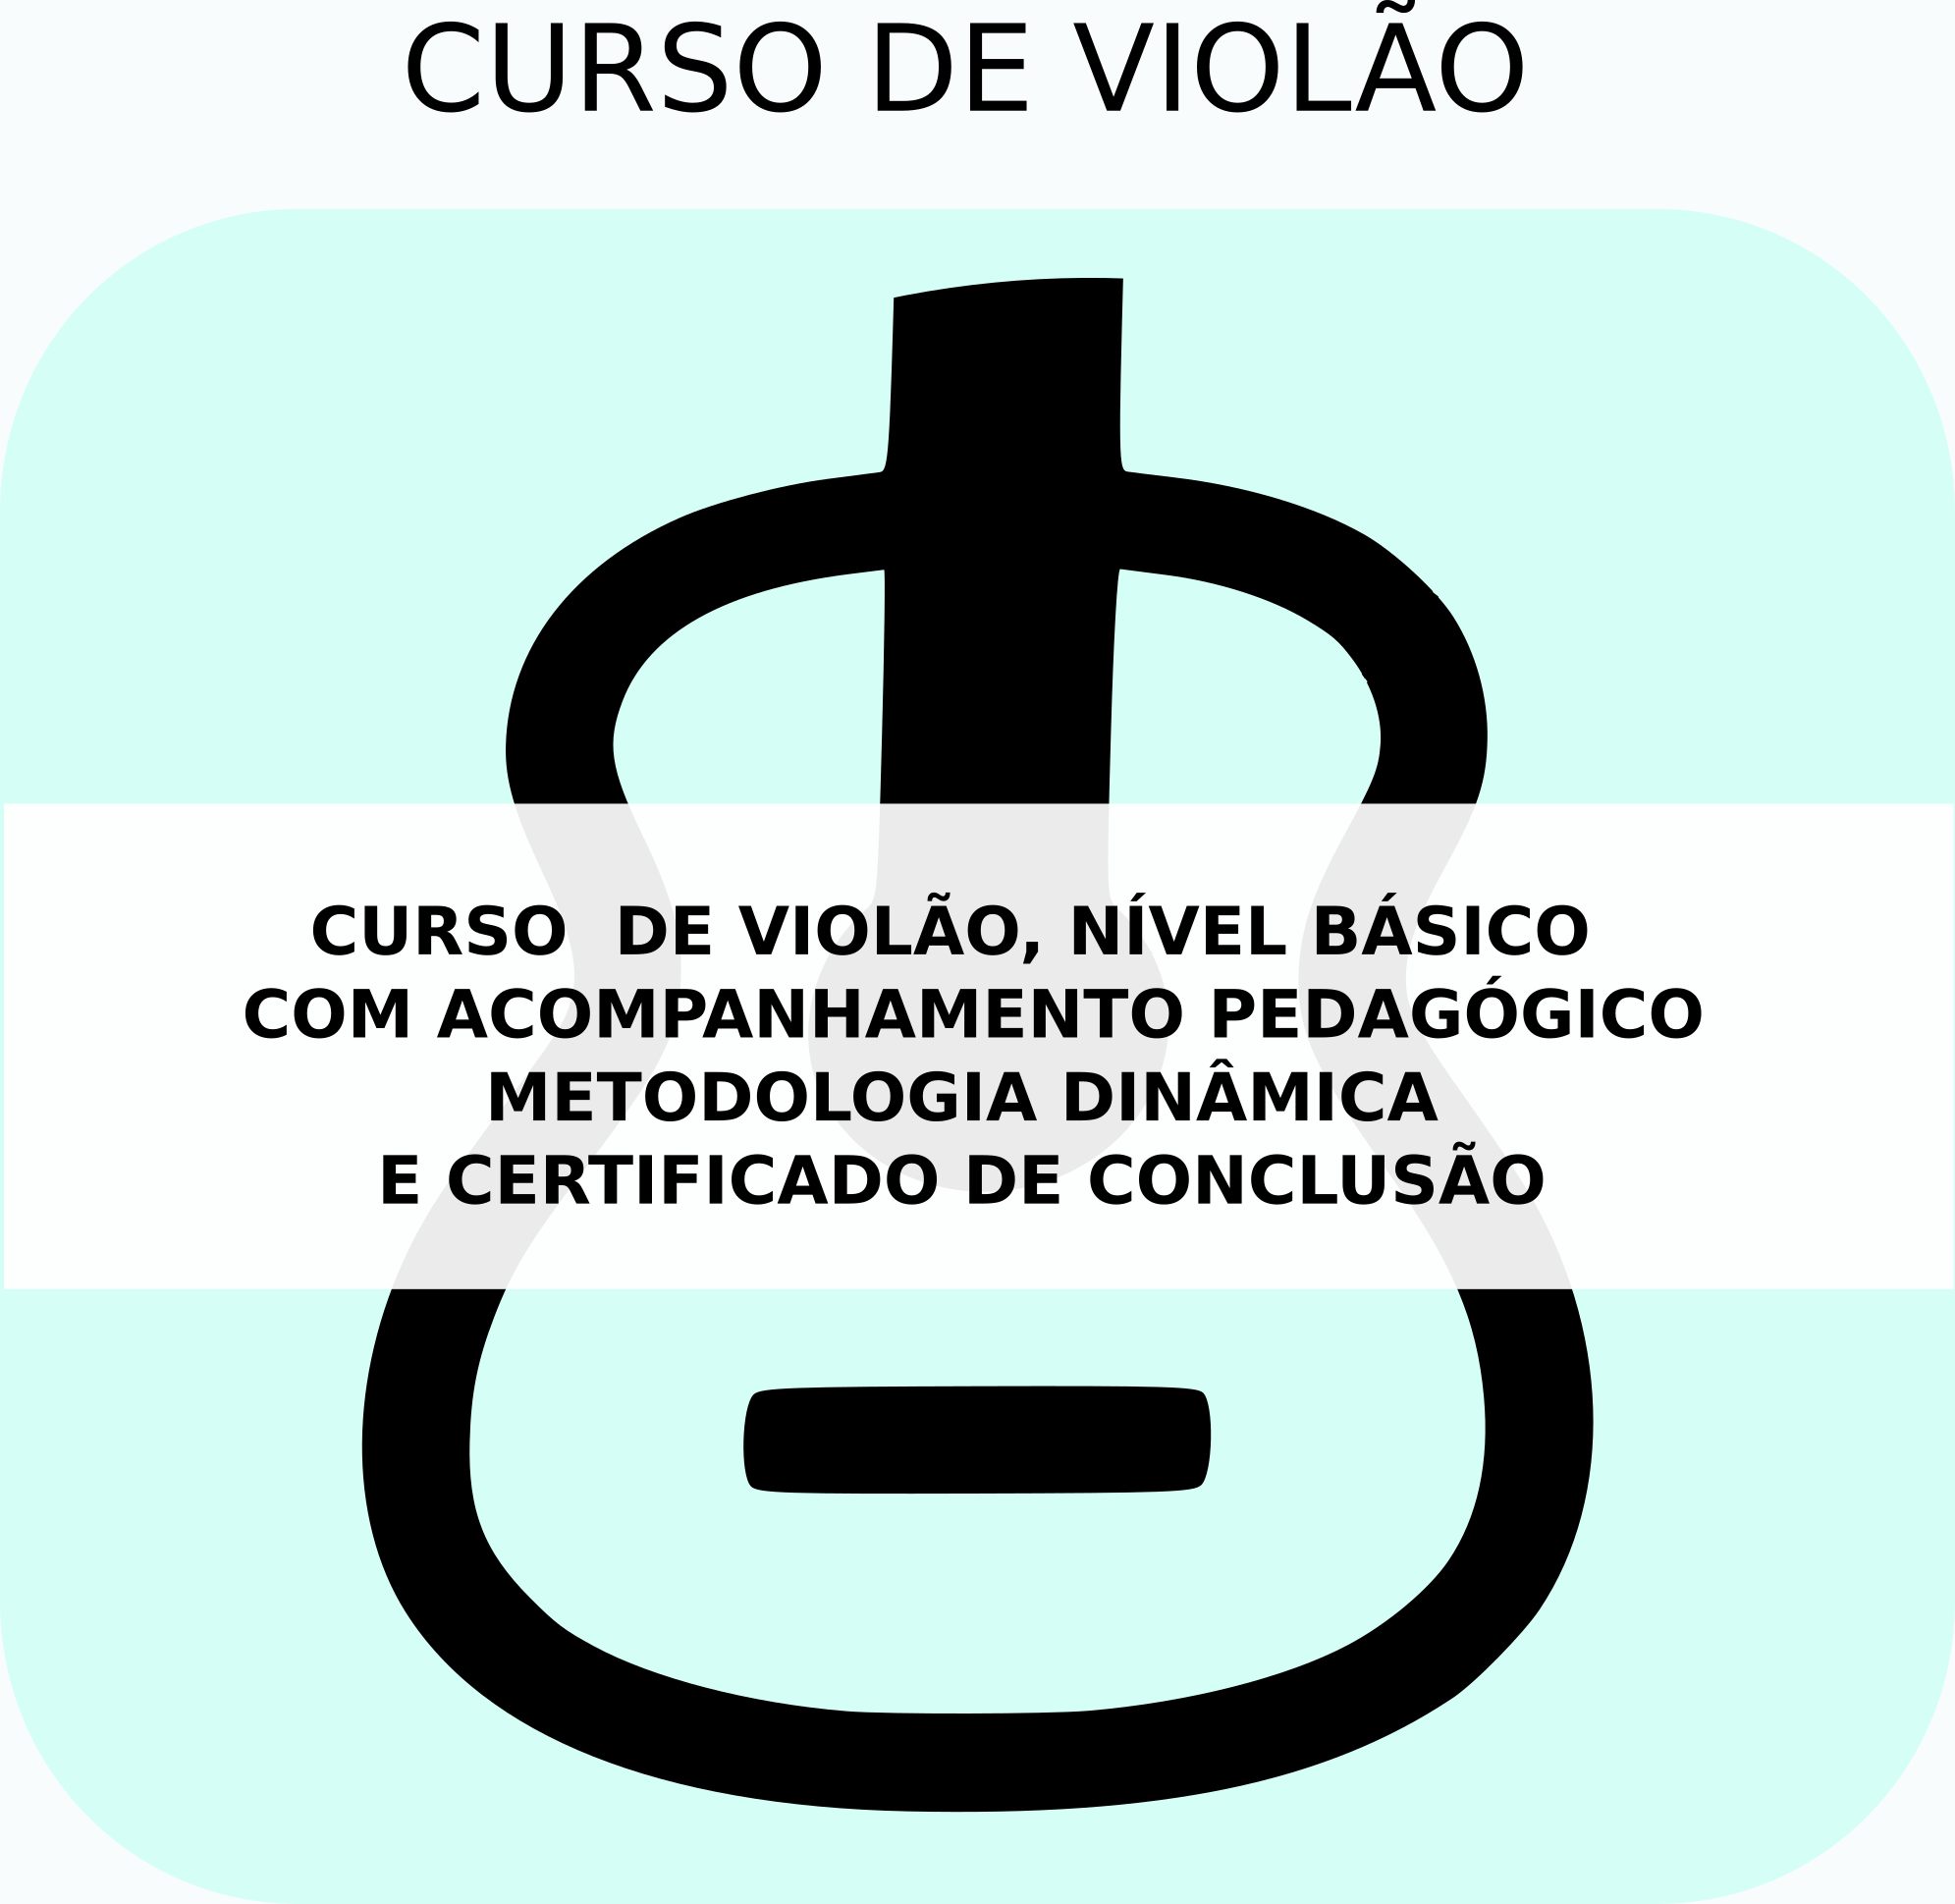 CURSO DE VIOLÃO
CURSO  DE VIOLÃO, NÍVEL BÁSICO
COM ACOMPANHAMENTO PEDAGÓGICO
METODOLOGIA DINÂMICA
E CERTIFICADO DE CONCLUSÃO